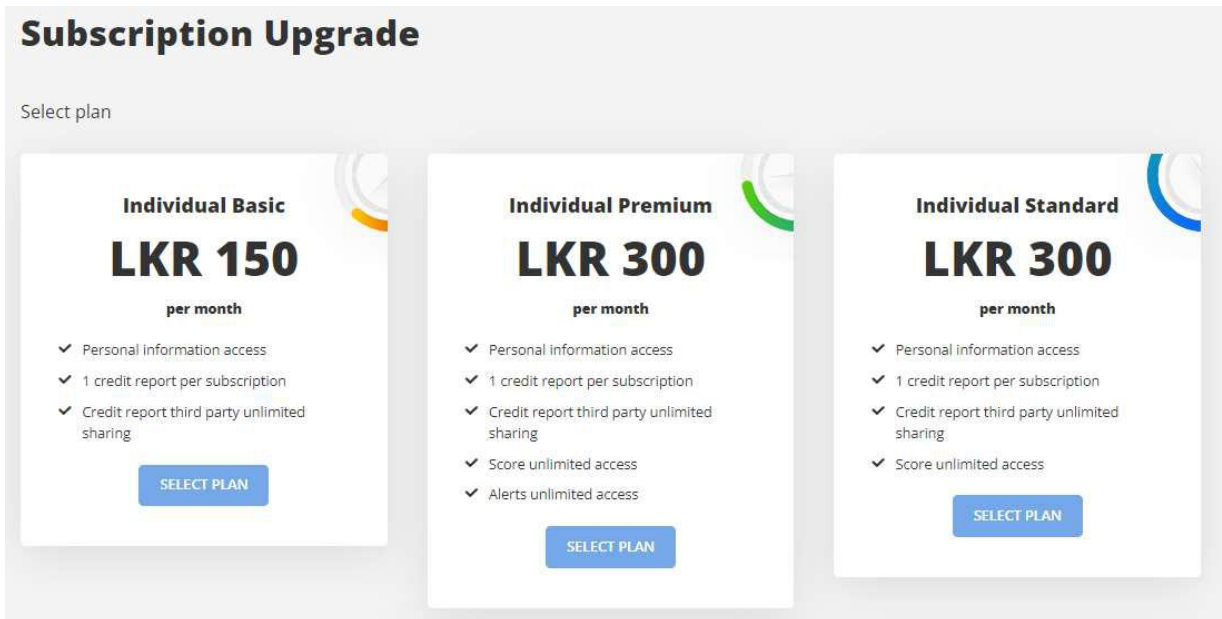 Subscription Upgrade
Select plan
Individual Basic
LKR 150
per month
Personal information access
1 credit report per subscription
Credit report third party unlimited
sharing
SELECT PLAN
Individual Premium
LKR 300
per month
Personal information access
1 credit report per subscription
Credit report third party unlimited
sharing
Score unlimited access
Alerts unlimited access
SELECT PLAN
Individual Standard
LKR 300
per month
Personal information access
1 credit report per subscription
Credit report third party unlimited
sharing
Score unlimited access
SELECT PLAN